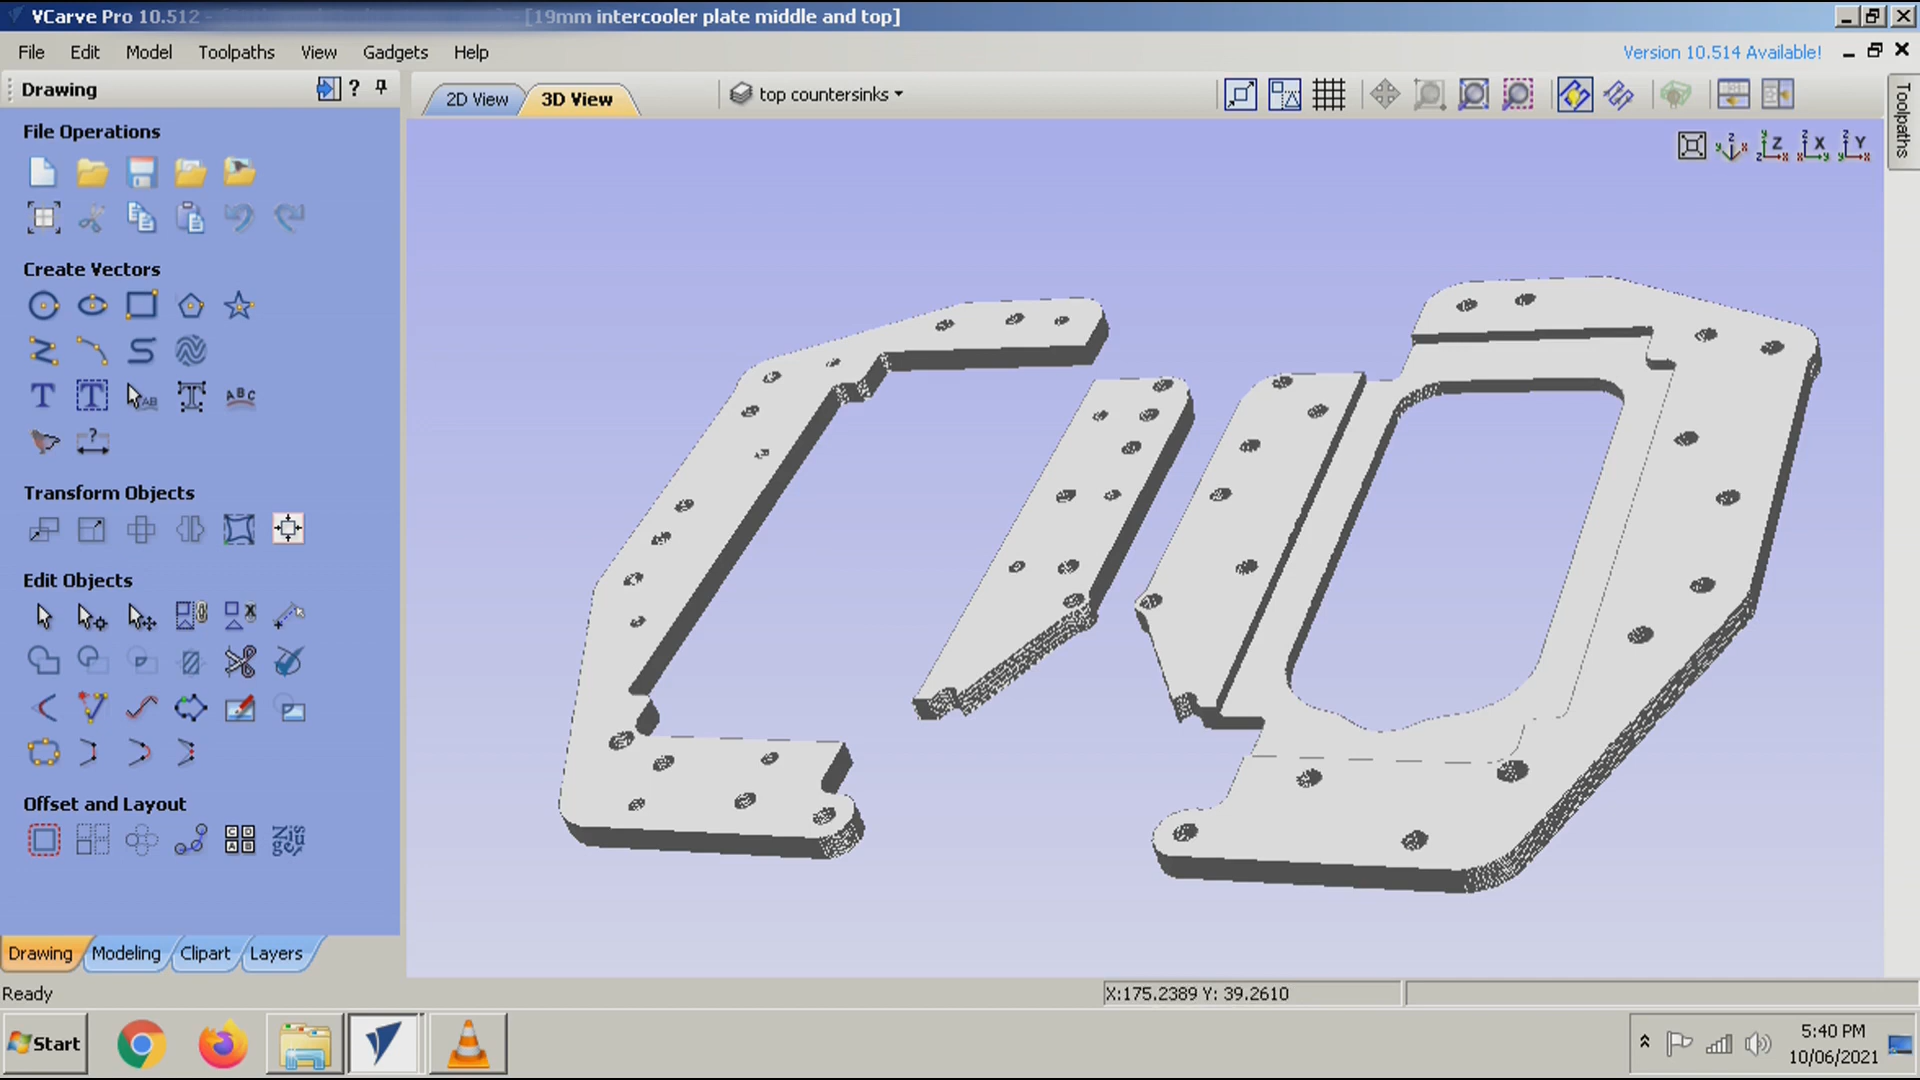 VCarve Pro 10.512 - [19mm intercooler plate middle and top]
File Edit Model Toolpaths View Gadgets Help
Version 10.514 Available!
Drawing
?
2D View
3D View
top countersinks
Toolpaths
File Operations
Create Vectors
Transform Objects
Edit Objects
Offset and Layout
Drawing Modeling Clipart Layers
Ready
X:175.2389 Y: 39.2610
Start
5:40 PM
10/06/2021